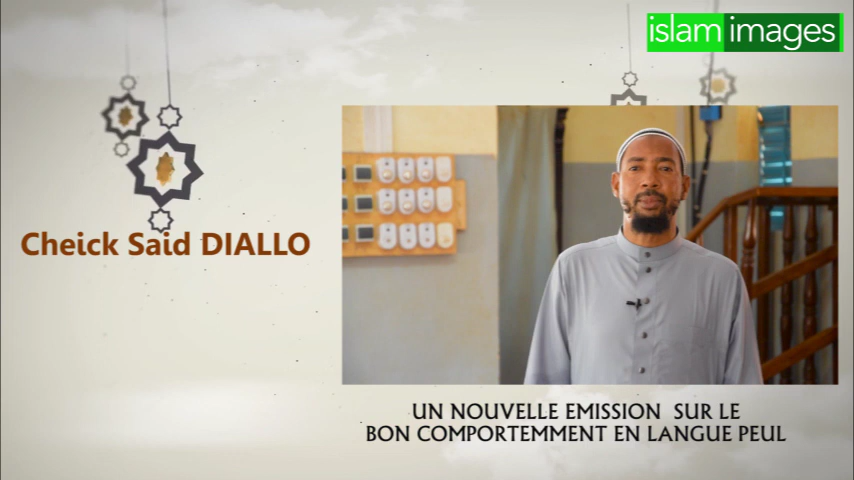 islam images
Cheick Said DIALLO
UN NOUVELLE EMISSION SUR LE
BON COMPORTEMMENT EN LANGUE PEUL